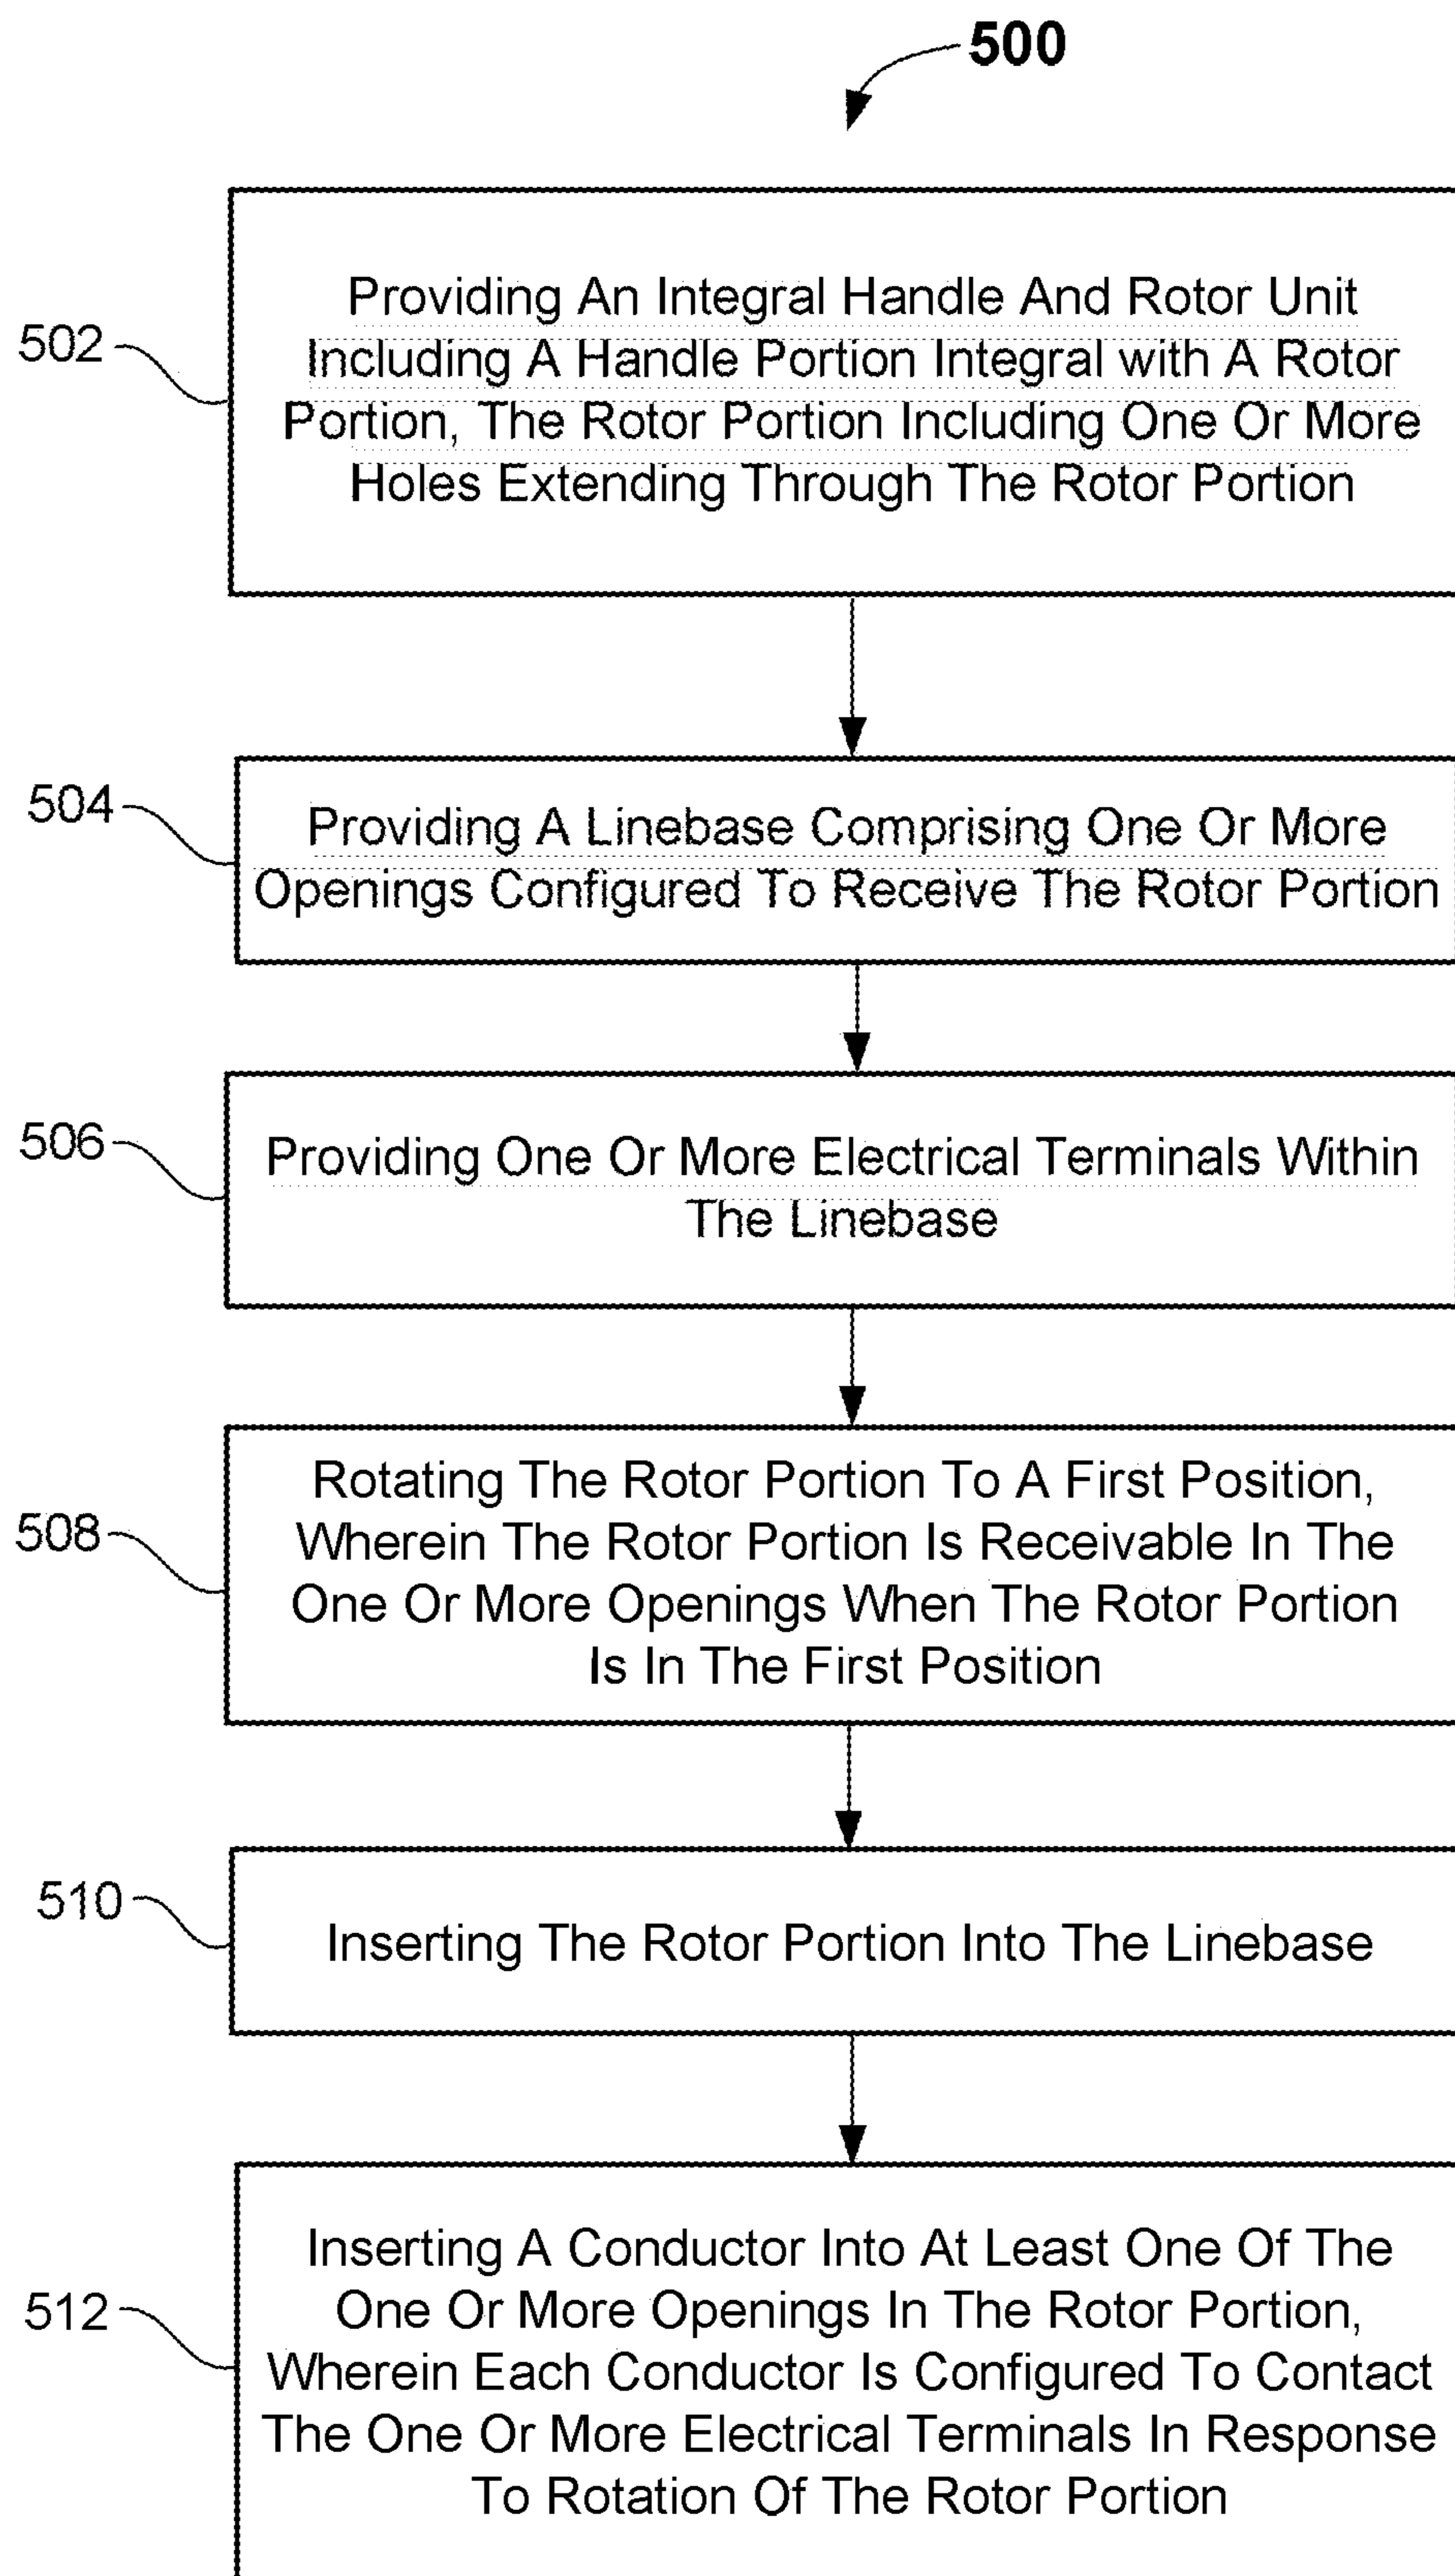 500
502
Providing An Integral Handle And Rotor Unit
Including A Handle Portion Integral with A Rotor
Portion, The Rotor Portion Including One Or More
Holes Extending Through The Rotor Portion
504
Providing A Linebase Comprising One Or More
Openings Configured To Receive The Rotor Portion
506
Providing One Or More Electrical Terminals Within
The Linebase
508
Rotating The Rotor Portion To A First Position,
Wherein The Rotor Portion Is Receivable In The
One Or More Openings When The Rotor Portion
Is In The First Position
510
Inserting The Rotor Portion Into The Linebase
512
Inserting A Conductor Into At Least One Of The
One Or More Openings In The Rotor Portion,
Wherein Each Conductor Is Configured To Contact
The One Or More Electrical Terminals In Response
To Rotation Of The Rotor Portion